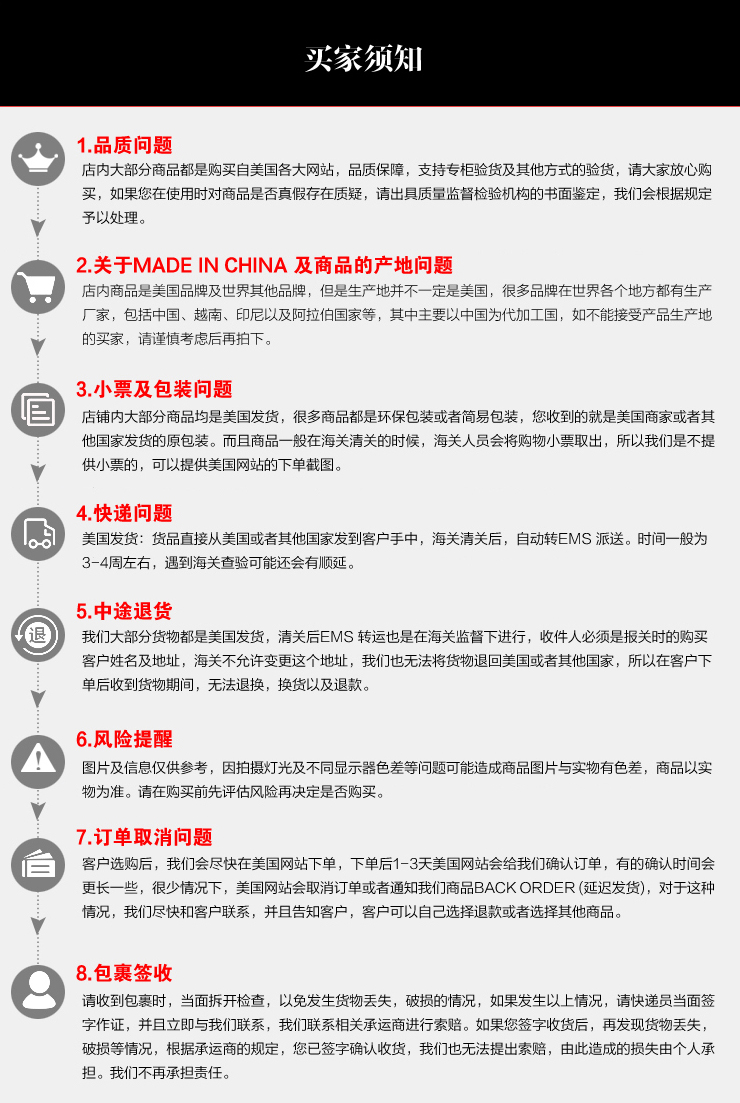 买家须知
1.品质问题
店内大部分商品都是购买自美国各大网站，品质保障，支持专柜验货及其他方式的验货，请大家放心购
买，如果您在使用时对商品是否真假存在质疑，请出具质量监督检验机构的书面鉴定，我们会根据规定
予以处理。
2.关于MADE IN CHINA 及商品的产地问题
店内商品是美国品牌及世界其他品牌，但是生产地并不一定是美国，很多品牌在世界各个地方都有生产
厂家，包括中国、越南、印尼以及阿拉伯国家等，其中主要以中国为代加工国，如不能接受产品生产地
的买家，请谨慎考虑后再拍下。
3.小票及包装问题
店铺内大部分商品均是美国发货，很多商品都是环保包装或者简易包装，您收到的就是美国商家或者其
他国家发货的原包装。而且商品一般在海关清关的时候，海关人员会将购物小票取出，所以我们是不提
供小票的，可以提供美国网站的下单截图。
4.快递问题
美国发货：货品直接从美国或者其他国家发到客户手中，海关清关后，自动转EMS 派送。时间一般为
3-4周左右，遇到海关查验可能还会有顺延。
5.中途退货
退
我们大部分货物都是美国发货，清关后EMS 转运也是在海关监督下进行，收件人必须是报关时的购买
客户姓名及地址，海关不允许变更这个地址，我们也无法将货物退回美国或者其他国家，所以在客户下
单后收到货物期间，无法退换，换货以及退款。
6.风险提醒
图片及信息仅供参考，因拍摄灯光及不同显示器色差等问题可能造成商品图片与实物有色差，商品以实
物为准。请在购买前先评估风险再决定是否购买。
7.订单取消问题
客户选购后，我们会尽快在美国网站下单，下单后1-3天美国网站会给我们确认订单，有的确认时间会
更长一些，很少情况下，美国网站会取消订单或者通知我们商品BACK ORDER (延迟发货)，对于这种
情况，我们尽快和客户联系，并且告知客户，客户可以自己选择退款或者选择其他商品。
8.包裹签收
请收到包裹时，当面拆开检查，以免发生货物丢失，破损的情况，如果发生以上情况，请快递员当面签
字作证，并且立即与我们联系，我们联系相关承运商进行索赔。如果您签字收货后，再发现货物丢失，
破损等情况，根据承运商的规定，您已签字确认收货，我们也无法提出索赔，由此造成的损失由个人承
担。我们不再承担责任。